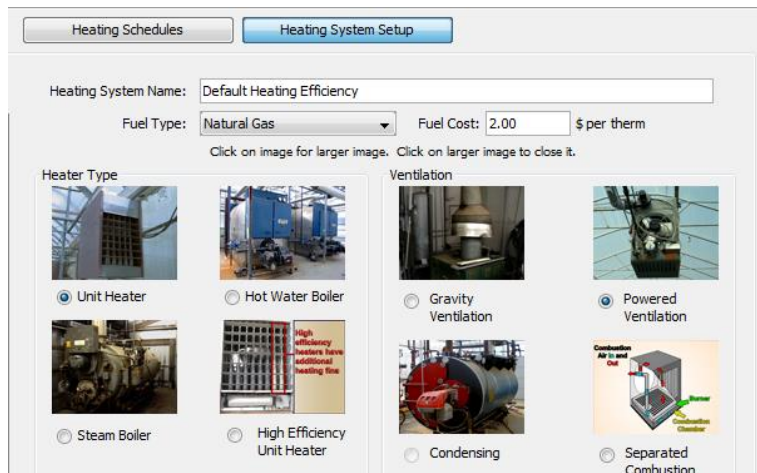 Heating Schedules
Heating System Setup
Heating System Name: Default Heating Efficiency
Fuel Type: Natural Gas Fuel Cost: 2.00 $ per therm
Click on image for larger image. Click on larger image to close it.
Heater Type
Ventilation
Unit Heater
Hot Water Boiler
Gravity
Ventilation
Powered
Ventilation
High
efficiency
heaters have
additional
heating fins
Combustion
Air In and
Out
Burner
Combustion
Chamber
Steam Boiler
High Efficiency
Unit Heater
Condensing
Separated
Combustion